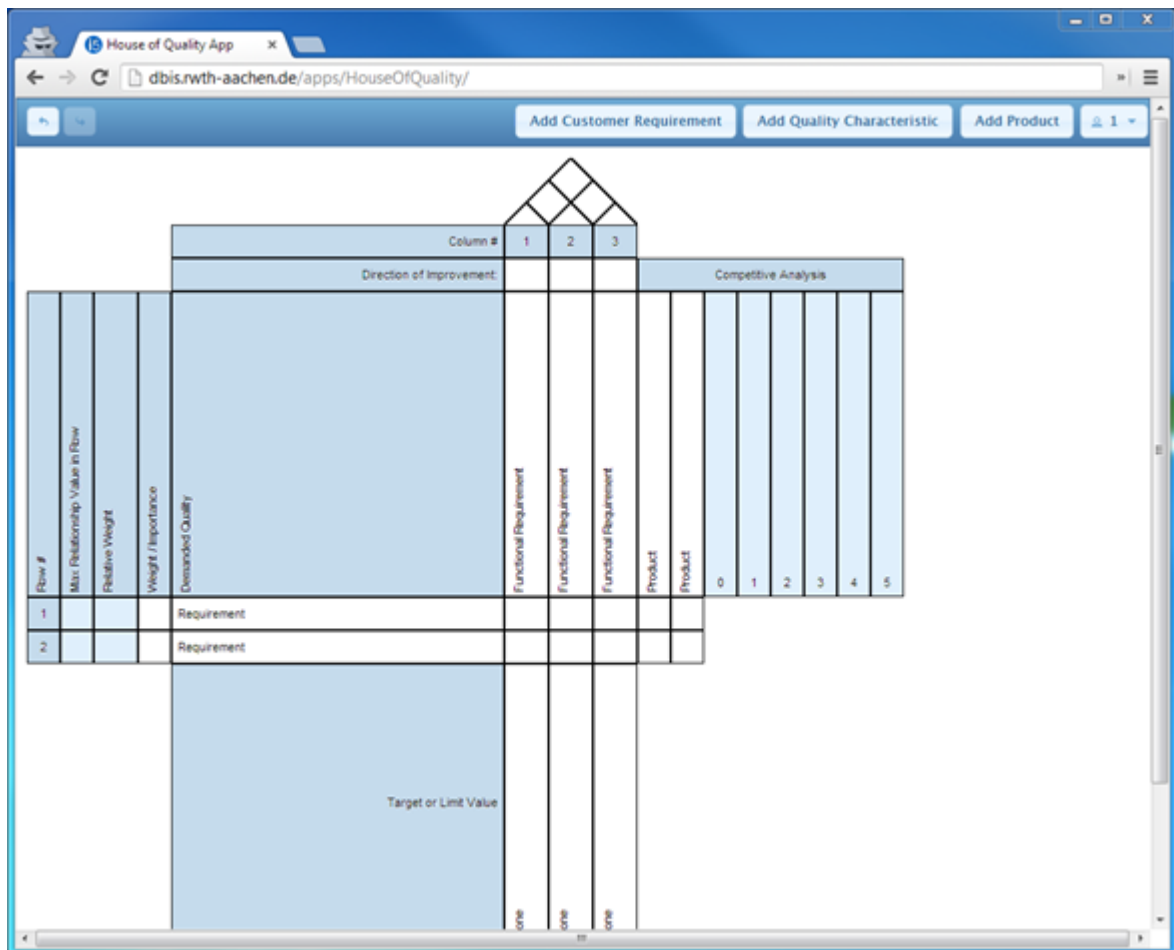 House of Quality App
dbis.rwth-aachen.de/apps/HouseOfQuality/
Add Customer Requirement
Add Quality Characteristic
Add Product
1
Column #
1
2
3
Direction of Improvement:
Competitive Analysis
Row #
Max Relationship Value in Row
Relative Weight
Weight / Importance
Demanded Quality
Functional Requirement
Functional Requirement
Functional Requirement
Product
Product
0
1
2
3
4
5
1
Requirement
2
Requirement
Target or Limit Value
one
one
one